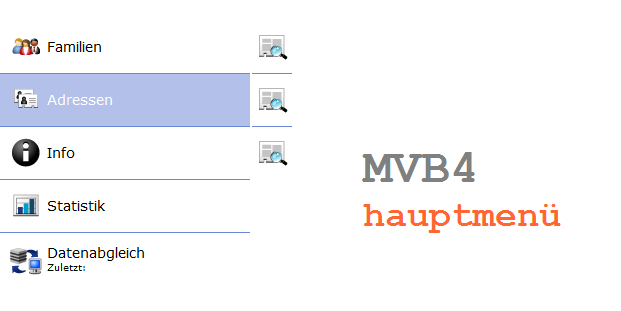 Familien
Adressen
Info
Statistik
Datenabgleich
Zuletzt:
MVB4
hauptmenü